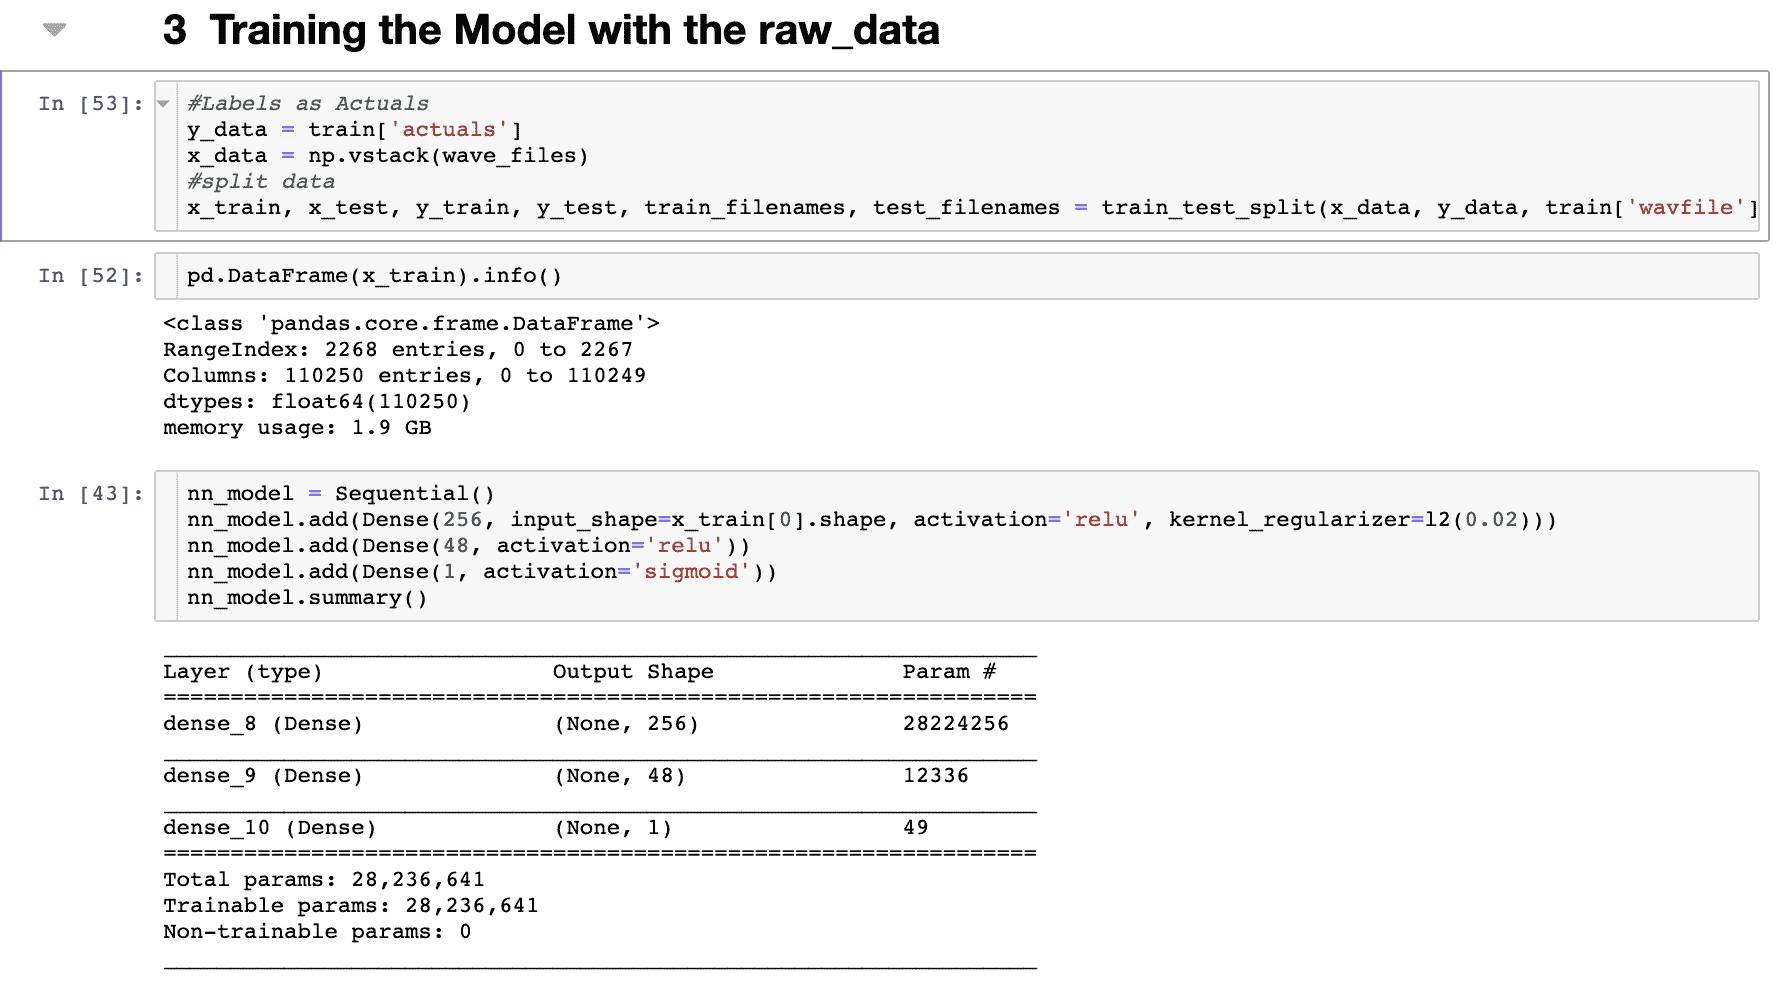 3 Training the Model with the raw_data
In [53]:
#Labels as Actuals
y_data = train['actuals']
x_data = np.vstack(wave_files)
#split data
x_train, x_test, y_train, y_test, train_filenames, test_filenames = train_test_split(x_data, y_data, train['wavfile']
In [52]:
pd.DataFrame(x_train).info()
<class 'pandas.core.frame.DataFrame'>
RangeIndex: 2268 entries, 0 to 2267
Columns: 110250 entries, 0 to 110249
dtypes: float64(110250)
memory usage: 1.9 GB
In [43]:
nn_model = Sequential()
nn_model.add(Dense(256, input_shape=x_train[0].shape, activation='relu', kernel_regularizer=l2(0.02)))
nn_model.add(Dense(48, activation='relu'))
nn_model.add(Dense(1, activation='sigmoid'))
nn_model.summary()
_________________________________________________________________
Layer (type)                 Output Shape              Param #
=================================================================
dense_8 (Dense)              (None, 256)               28224256
_________________________________________________________________
dense_9 (Dense)              (None, 48)                12336
_________________________________________________________________
dense_10 (Dense)             (None, 1)                 49
=================================================================
Total params: 28,236,641
Trainable params: 28,236,641
Non-trainable params: 0
_________________________________________________________________